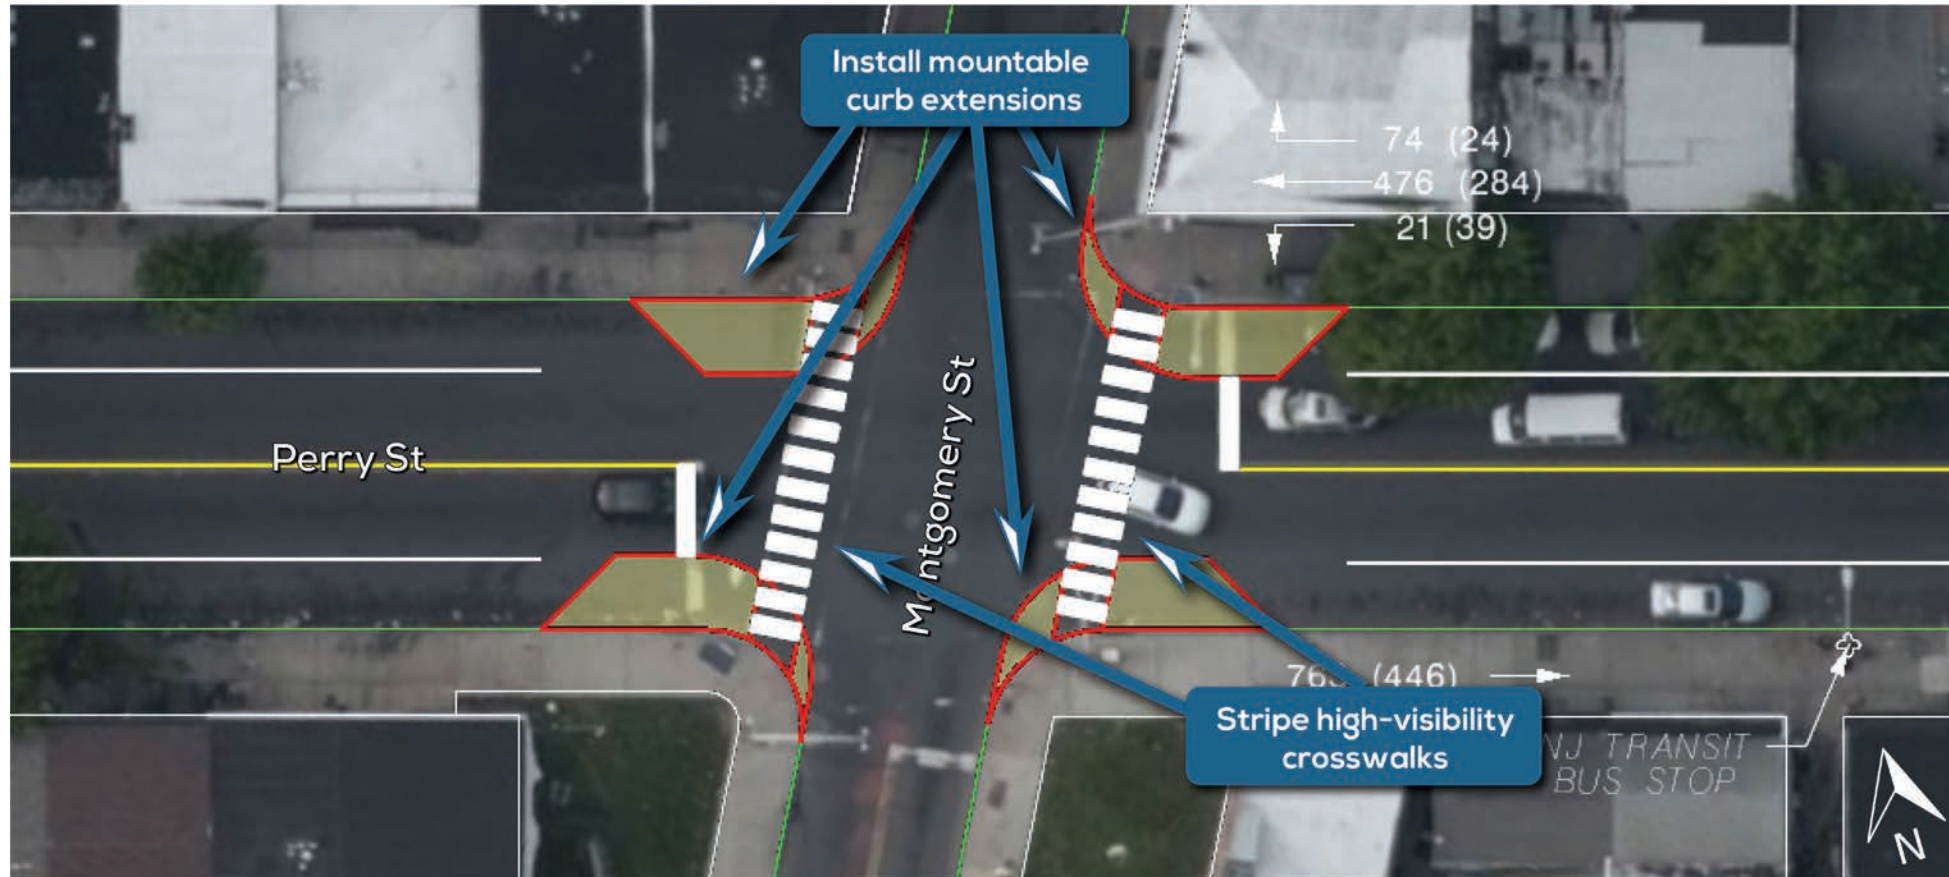 Install mountable
curb extensions
74 (24)
476 (284)
21 (39)
Perry St
Montgomery St
(446)
Stripe high-visibility
crosswalks
NJ TRANSIT
BUS STOP
N